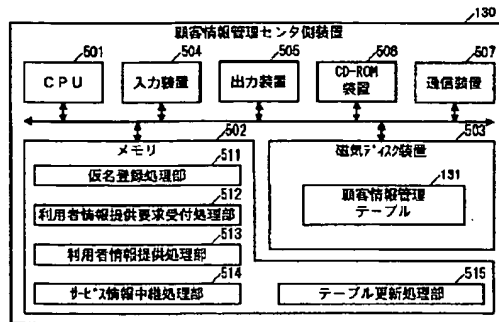 130
顧客情報管理センタ側装置
501 504 505 506 507
CPU 入力装置 出力装置 CD-ROM装置 通信装置
502 503
メモリ 磁気ディスク装置
511
仮名登録処理部
131
顧客情報管理
テーブル
512
利用者情報提供要求受付処理部
513
利用者情報提供処理部
514
サービス情報中継処理部
515
テーブル更新処理部